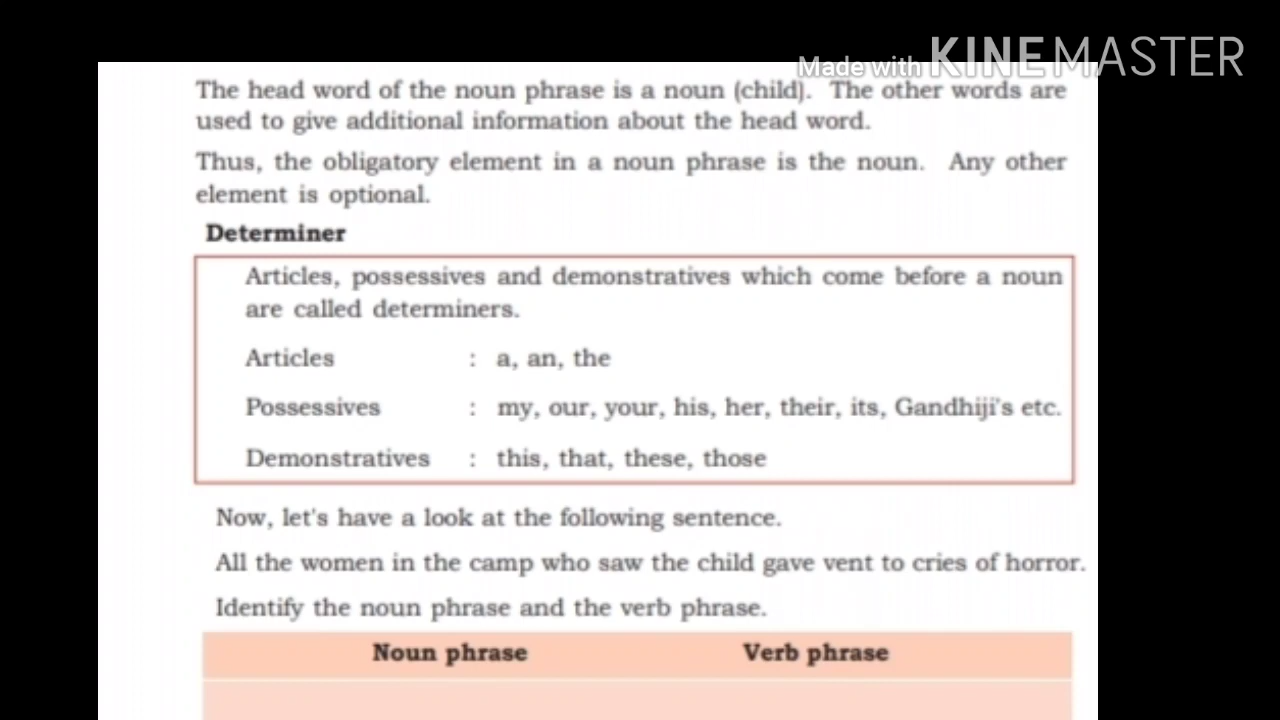 Made with KINEMASTER
The head word of the noun phrase is a noun (child). The other words are
used to give additional information about the head word.
Thus, the obligatory element in a noun phrase is the noun. Any other
element is optional.
Determiner
Articles, possessives and demonstratives which come before a noun
are called determiners.
Articles : a, an, the
Possessives : my, our, your, his, her, their, its, Gandhiji's etc.
Demonstratives : this, that, these, those
Now, let's have a look at the following sentence.
All the women in the camp who saw the child gave vent to cries of horror.
Identify the noun phrase and the verb phrase.
Noun phrase Verb phrase